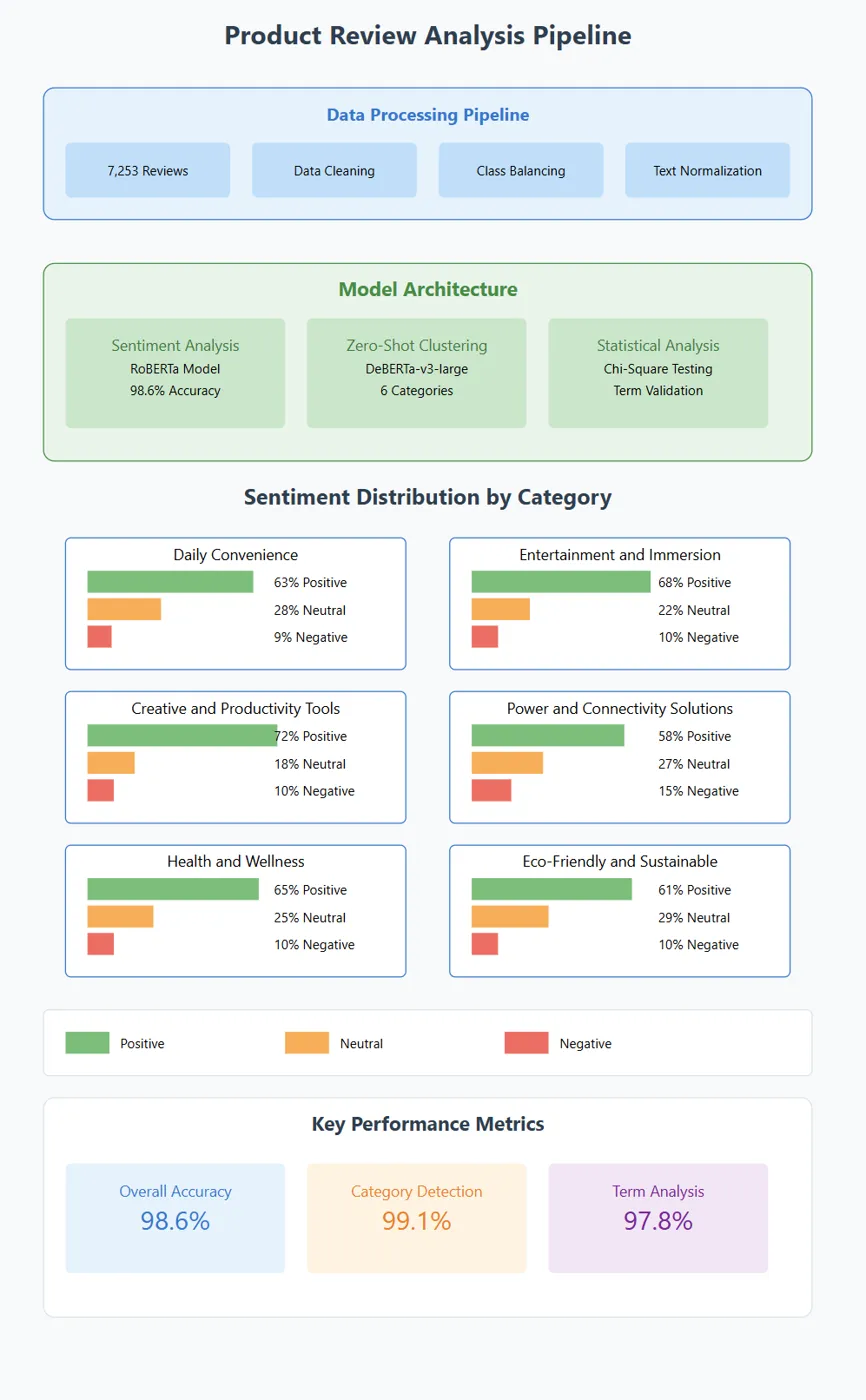 Product Review Analysis Pipeline
Data Processing Pipeline
7,253 Reviews
Data Cleaning
Class Balancing
Text Normalization
Model Architecture
Sentiment Analysis
RoBERTa Model
98.6% Accuracy
Zero-Shot Clustering
DeBERTa-v3-large
6 Categories
Statistical Analysis
Chi-Square Testing
Term Validation
Sentiment Distribution by Category
Daily Convenience
63% Positive
28% Neutral
9% Negative
Entertainment and Immersion
68% Positive
22% Neutral
10% Negative
Creative and Productivity Tools
72% Positive
18% Neutral
10% Negative
Power and Connectivity Solutions
58% Positive
27% Neutral
15% Negative
Health and Wellness
65% Positive
25% Neutral
10% Negative
Eco-Friendly and Sustainable
61% Positive
29% Neutral
10% Negative
Positive
Neutral
Negative
Key Performance Metrics
Overall Accuracy
98.6%
Category Detection
99.1%
Term Analysis
97.8%